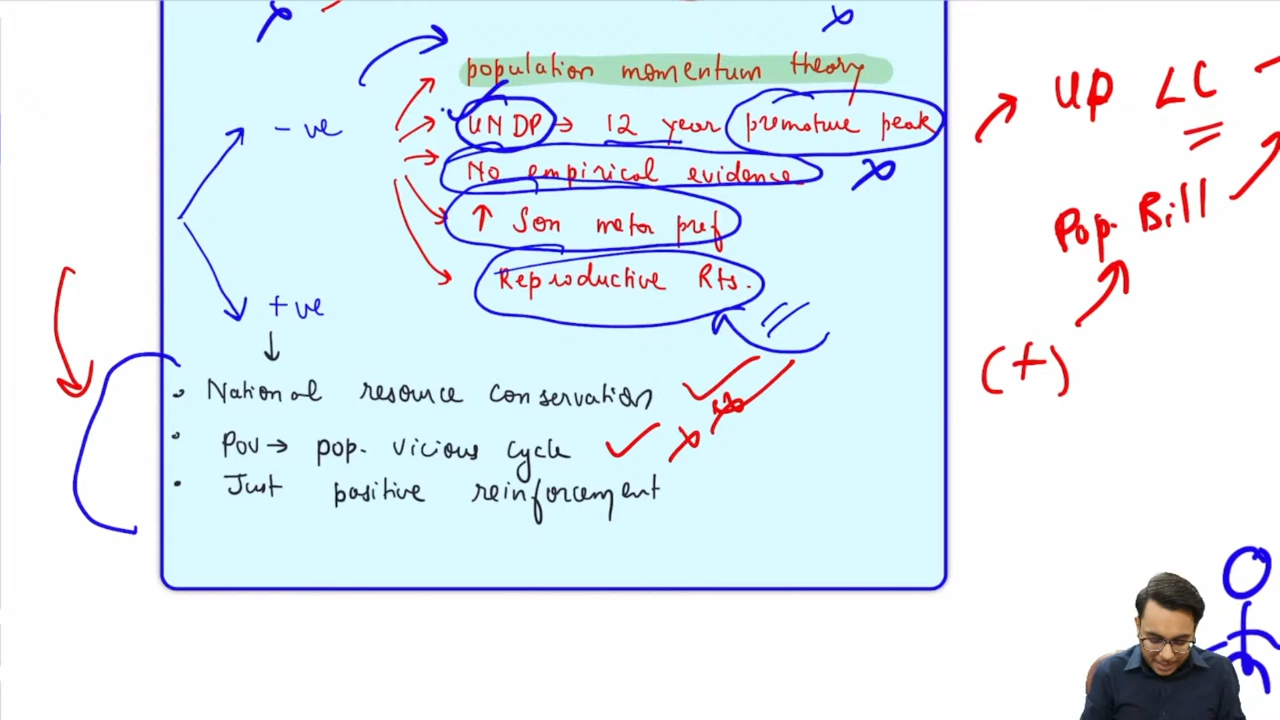 population momentum theory
UNDP → 12 year premature peak
No empirical evidence
↑ Son meta pref
Reproductive Rts.
- ve
+ ve
↓
• National resource conservation
• Pov → pop. vicious cycle
• Just positive reinforcement
UP LC
Pop. Bill
(+)